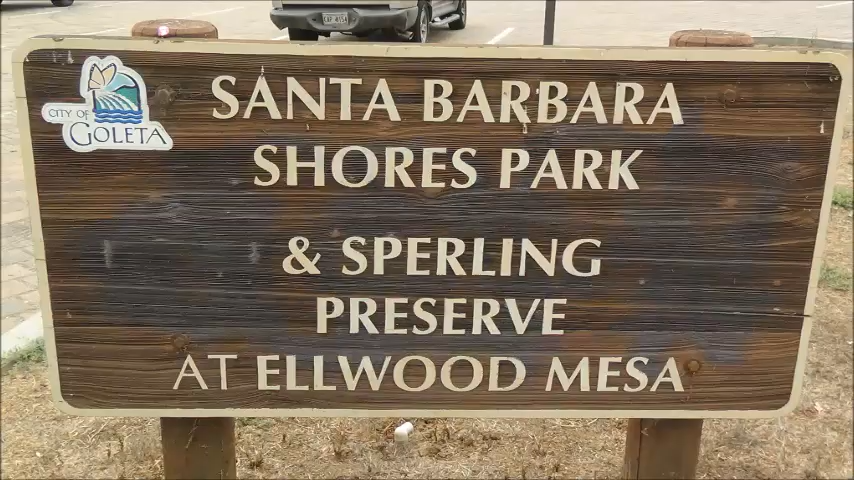 CITY OF
GOLETA
SANTA BARBARA
SHORES PARK
& SPERLING
PRESERVE
AT ELLWOOD MESA